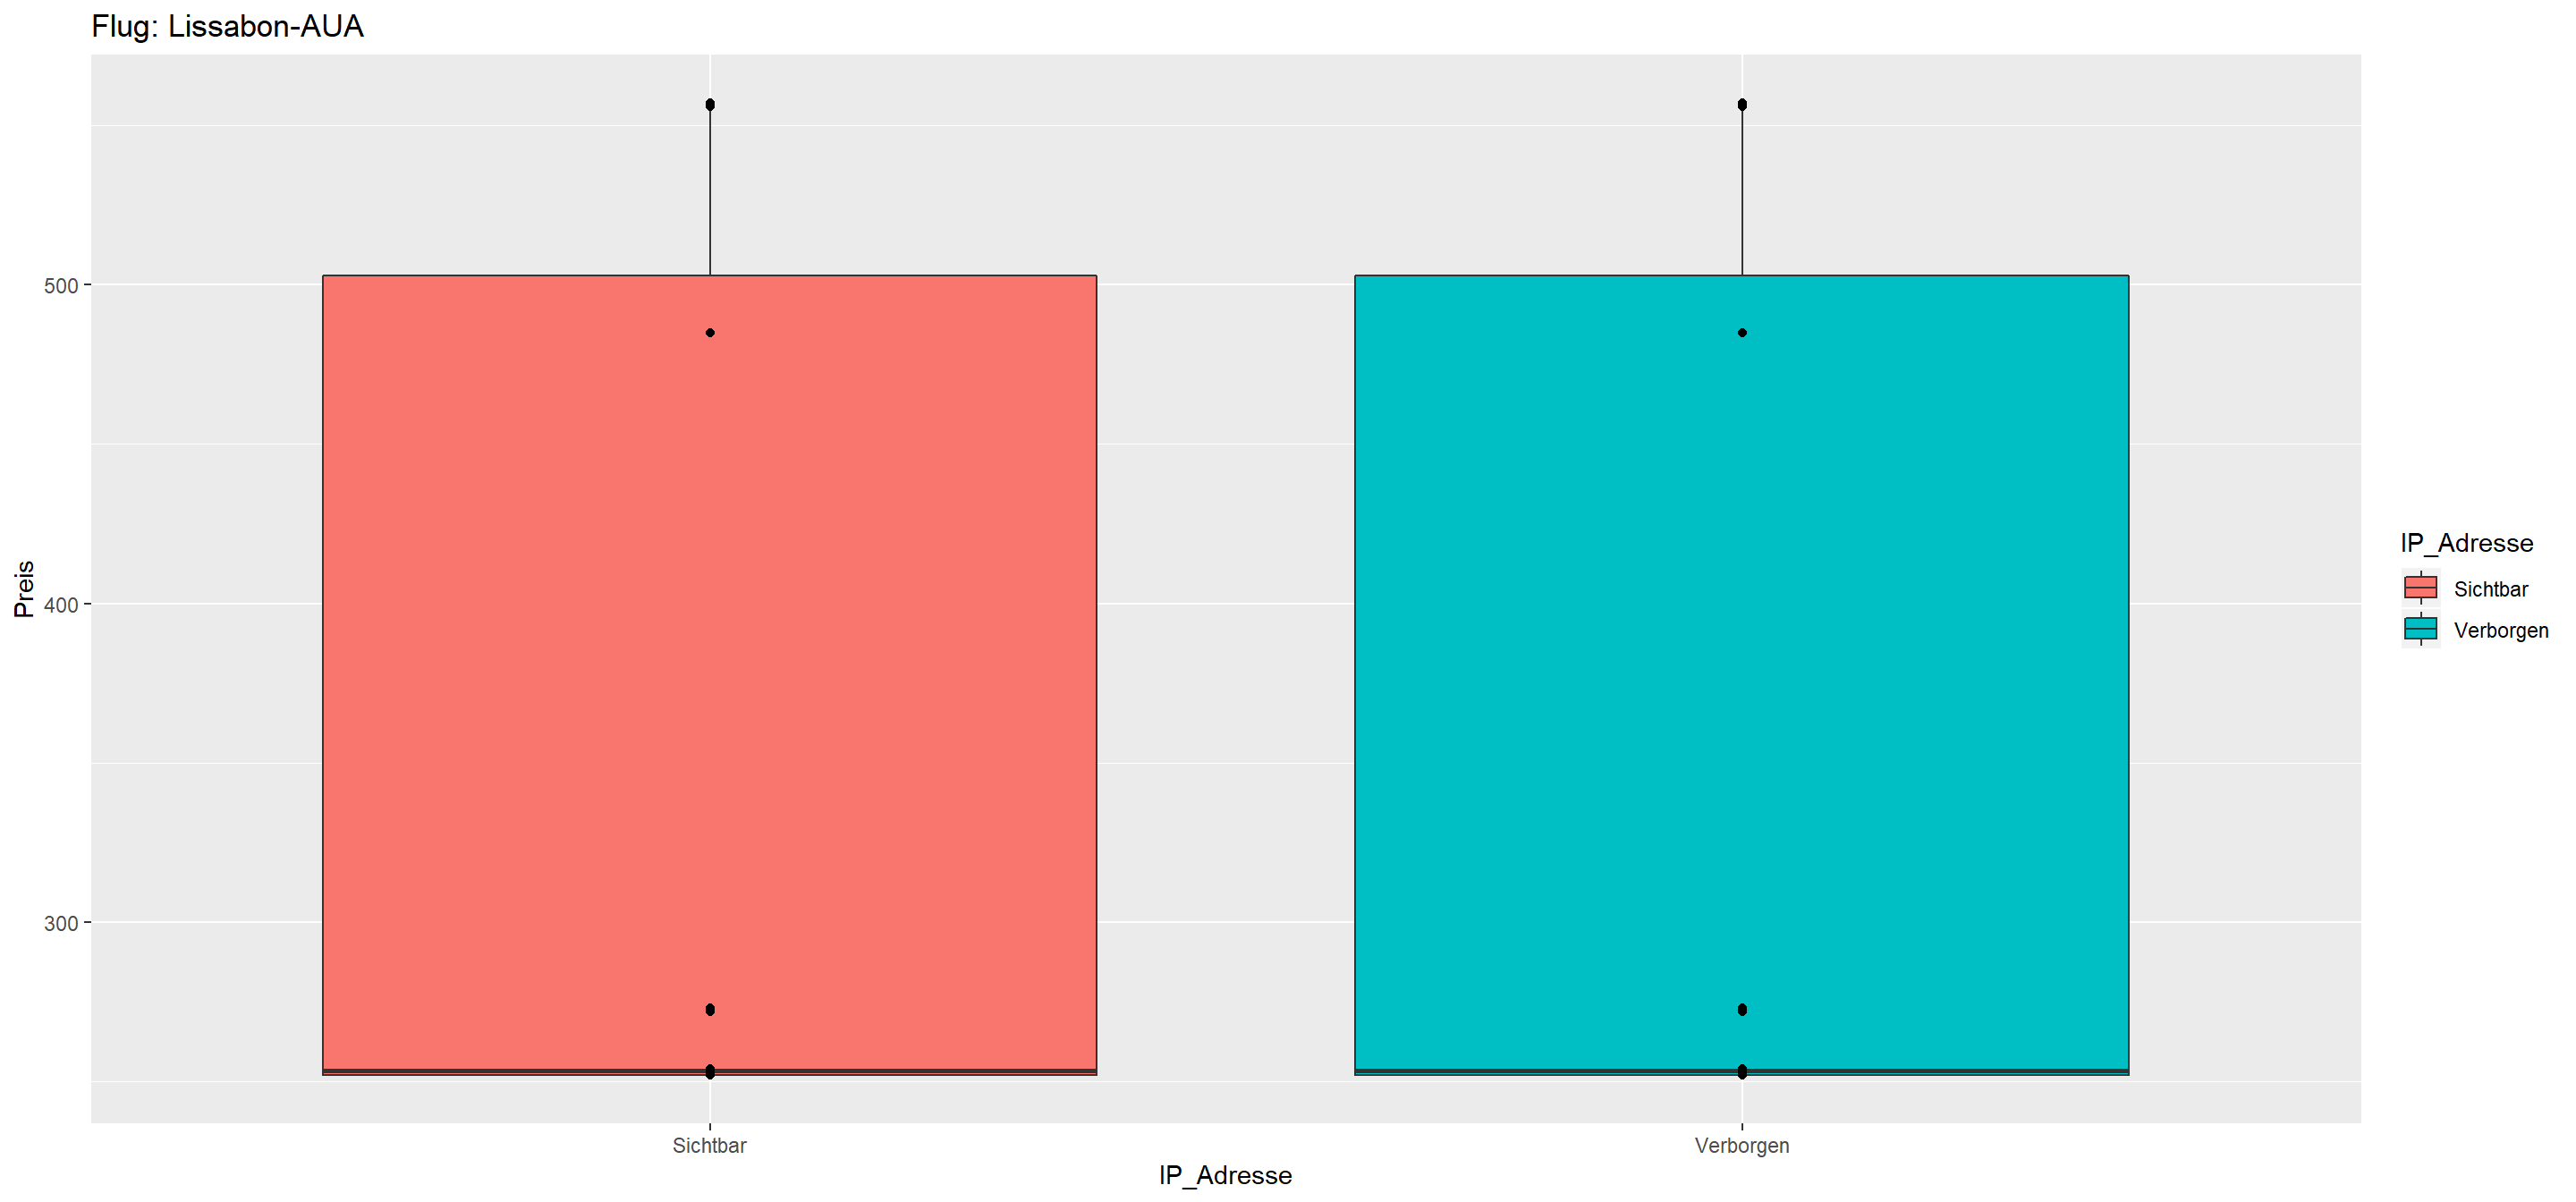 Flug: Lissabon-AUA
Preis
500
400
300
Sichtbar
Verborgen
IP_Adresse
IP_Adresse
Sichtbar
Verborgen